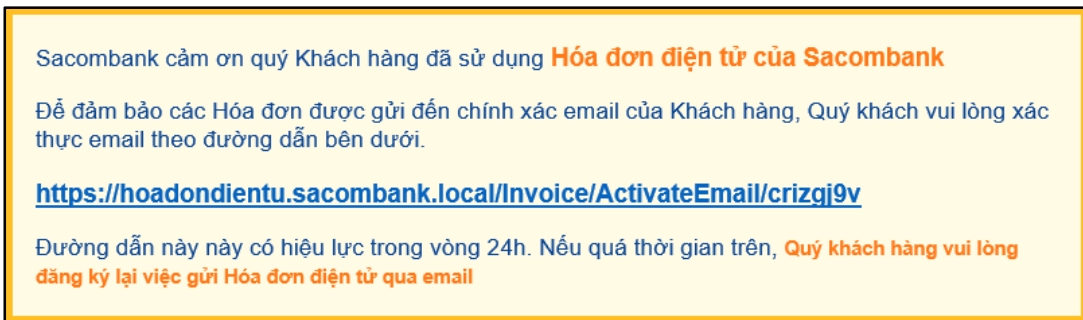 Sacombank cảm ơn quý Khách hàng đã sử dụng Hóa đơn điện tử của Sacombank
Để đảm bảo các Hóa đơn được gửi đến chính xác email của Khách hàng, Quý khách vui lòng xác
thực email theo đường dẫn bên dưới.
https://hoadondientu.sacombank.local/Invoice/ActivateEmail/crizgj9v
Đường dẫn này này có hiệu lực trong vòng 24h. Nếu quá thời gian trên, Quý khách hàng vui lòng
đăng ký lại việc gửi Hóa đơn điện tử qua email